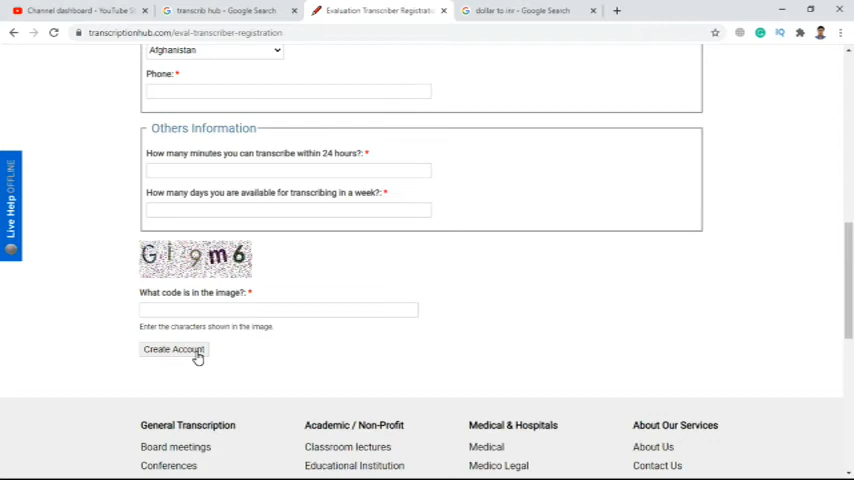 Channel dashboard - YouTube S
transcrib hub - Google Search
Evaluation Transcriber Registrati
dollar to inr - Google Search
transcriptionhub.com/eval-transcriber-registration
Afghanistan
Phone: *
Others Information
How many minutes you can transcribe within 24 hours?: *
How many days you are available for transcribing in a week?: *
What code is in the image?: *
Enter the characters shown in the image.
Create Account
Live Help OFFLINE
General Transcription
Academic / Non-Profit
Medical & Hospitals
About Our Services
Board meetings
Classroom lectures
Medical
About Us
Conferences
Educational Institution
Medico Legal
Contact Us